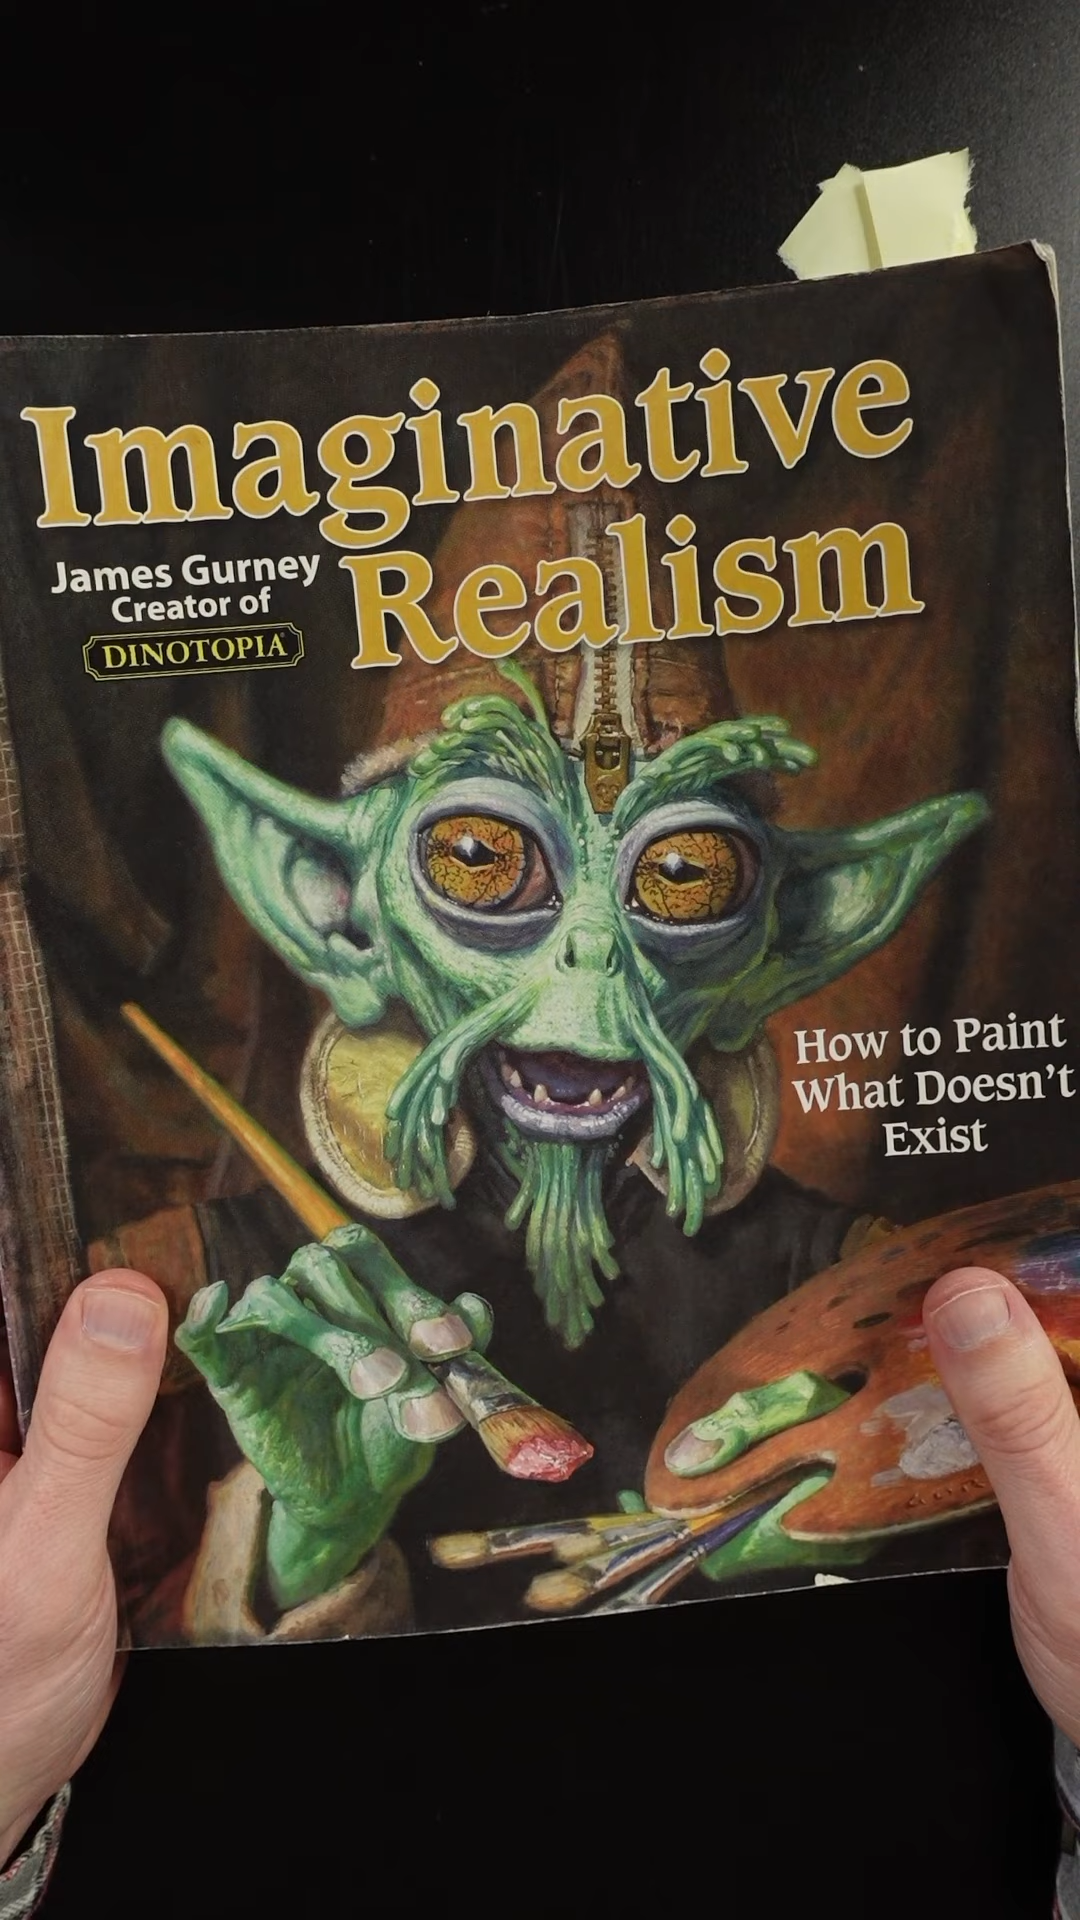 Imaginative
Realism
James Gurney
Creator of
DINOTOPIA®
How to Paint
What Doesn't
Exist